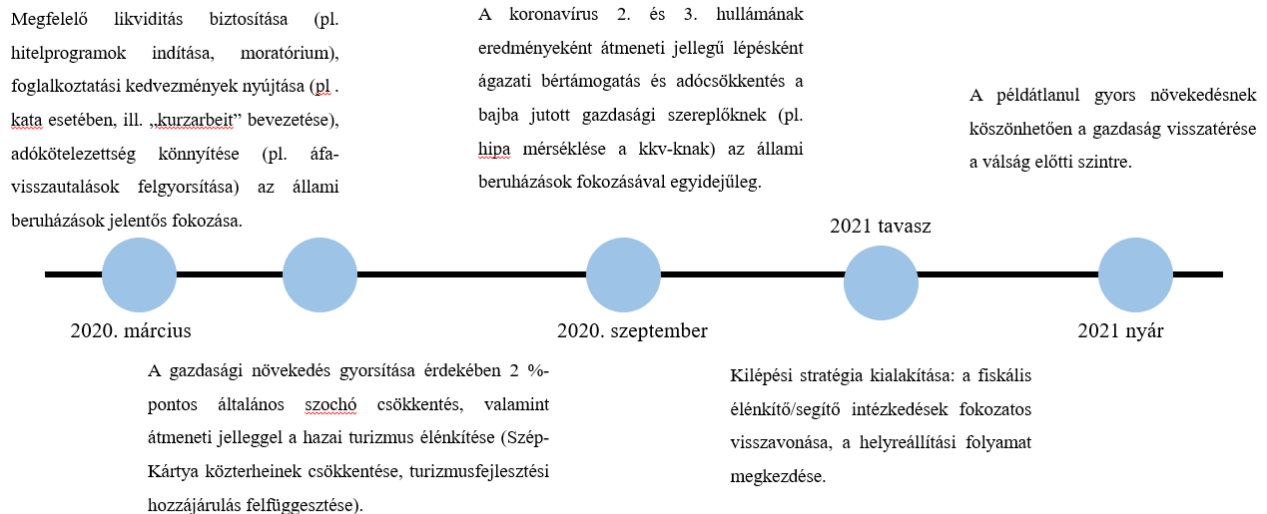 Megfelelő likviditás biztosítása (pl.
hitelprogramok indítása, moratórium),
foglalkoztatási kedvezmények nyújtása (pl .
kata esetében, ill. „kurzarbeit” bevezetése),
adókötelezettség könnyítése (pl. áfa-
visszautalások felgyorsítása) az állami
beruházások jelentős fokozása.
A koronavírus 2. és 3. hullámának
eredményeként átmeneti jellegű lépésként
ágazati bértámogatás és adócsökkentés a
bajba jutott gazdasági szereplőknek (pl.
hipa mérséklése a kkv-knak) az állami
beruházások fokozásával egyidejűleg.
A példátlanul gyors növekedésnek
köszönhetően a gazdaság visszatérése
a válság előtti szintre.
2021 tavasz
2020. március
2020. szeptember
2021 nyár
A gazdasági növekedés gyorsítása érdekében 2 %-
pontos általános szochó csökkentés, valamint
átmeneti jelleggel a hazai turizmus élénkítése (Szép-
Kártya közterheinek csökkentése, turizmusfejlesztési
hozzájárulás felfüggesztése).
Kilépési stratégia kialakítása: a fiskális
élénkítő/segítő intézkedések fokozatos
visszavonása, a helyreállítási folyamat
megkezdése.